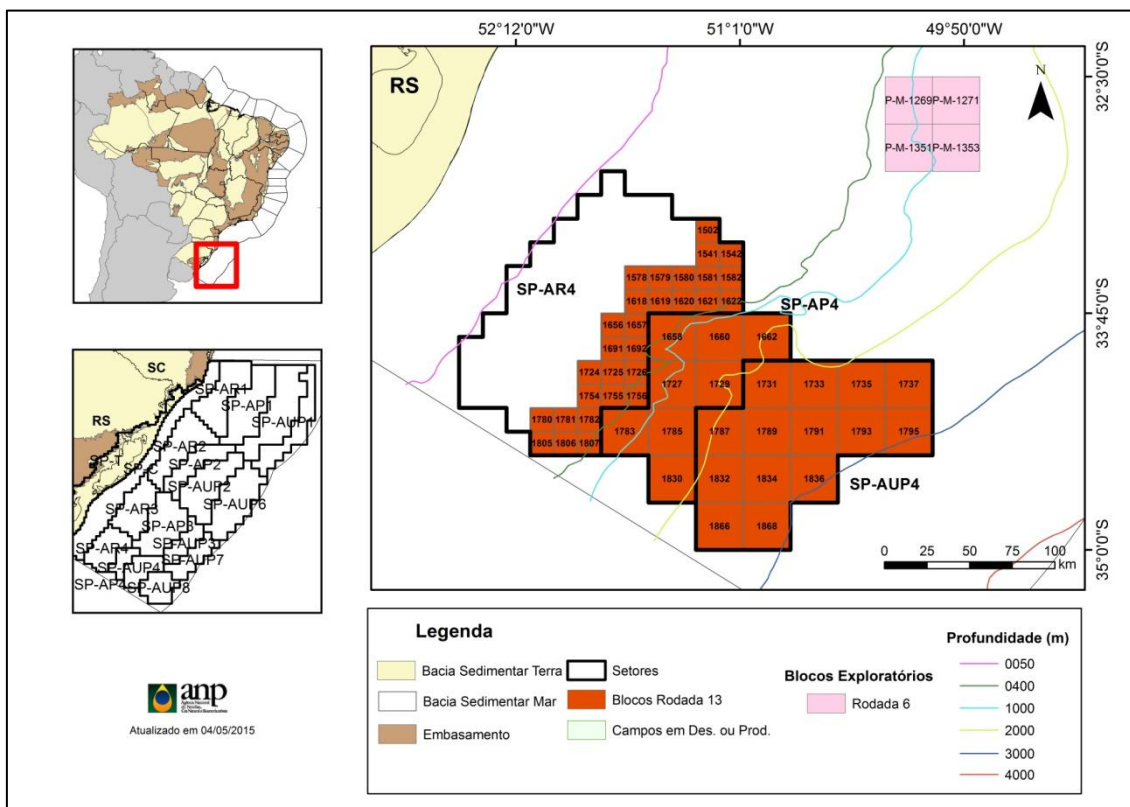 52°12'0"W
51°1'0"W
49°50'0"W
32°30'0"S
33°45'0"S
35°0'0"S
RS
N
P-M-1269 P-M-1271
P-M-1351 P-M-1353
SP-AR4
SP-AP4
SP-AUP4
1502
1541 1542
1578 1579 1580 1581 1582
1618 1619 1620 1621 1622
1656 1657
1658 1660 1662
1691 1692
1724 1725 1726
1727 1729 1731 1733 1735 1737
1754 1755 1756
1780 1781 1782
1783 1785 1787 1789 1791 1793 1795
1805 1806 1807
1830 1832 1834 1836
1866 1868
0 25 50 75 100
km
SC
RS
SP-AR1
SP-AP1
SP-AUP1
SP-AR2
SP-T
SP-C
SP-AP2
SP-AUP2
SP-AUP6
SP-AR3
SP-AP3
SP-AR4
SP-AUP3
SP-AUP4
SP-AUP7
SP-AP4
SP-AUP8
anp
Atualizado em 04/05/2015
Legenda
Bacia Sedimentar Terra
Bacia Sedimentar Mar
Embasamento
Setores
Blocos Rodada 13
Campos em Des. ou Prod.
Blocos Exploratórios
Rodada 6
Profundidade (m)
0050
0400
1000
2000
3000
4000